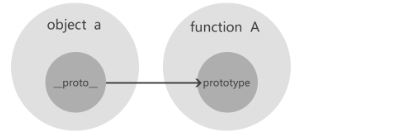 object a
function A
__proto__
prototype